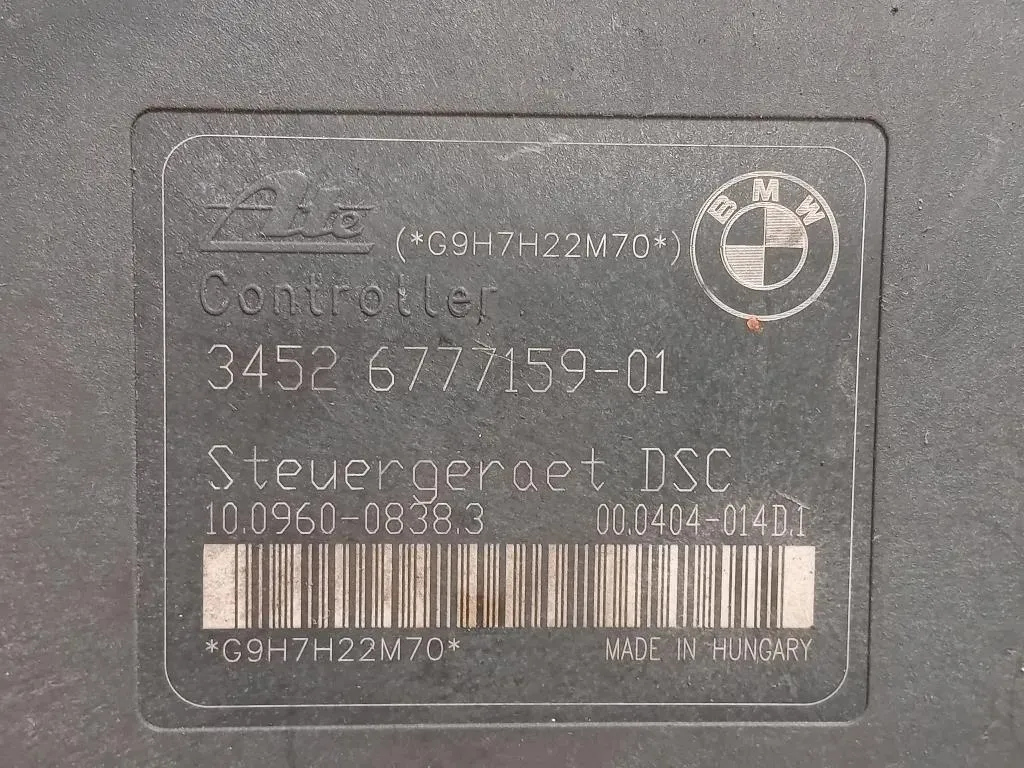 Ate
(*G9H7H22M70*)
BMW
Controller
3452 6777159-01
Steuergeraet DSC
10.0960-0838.3 00.0404-014D.1
*G9H7H22M70* MADE IN HUNGARY